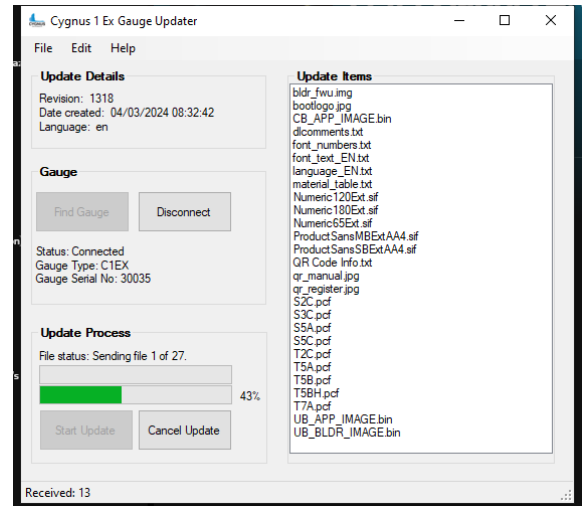 Cygnus 1 Ex Gauge Updater
File Edit Help
Update Details
Revision: 1318
Date created: 04/03/2024 08:32:42
Language: en
Gauge
Find Gauge Disconnect
Status: Connected
Gauge Type: C1EX
Gauge Serial No: 30035
Update Process
File status: Sending file 1 of 27.
43%
Start Update Cancel Update
Update Items
bldr_fwu.img
bootlogo.jpg
CB_APP_IMAGE.bin
dlcomments.txt
font_numbers.txt
font_text_EN.txt
language_EN.txt
material_table.txt
Numeric120Ext.sif
Numeric180Ext.sif
Numeric65Ext.sif
ProductSansMBExtAA4.sif
ProductSansSBExtAA4.sif
QR Code Info.txt
qr_manual.jpg
qr_register.jpg
S2C.pcf
S3C.pcf
S5A.pcf
S5C.pcf
T2C.pcf
T5A.pcf
T5B.pcf
T5BH.pcf
T7A.pcf
UB_APP_IMAGE.bin
UB_BLDR_IMAGE.bin
Received: 13